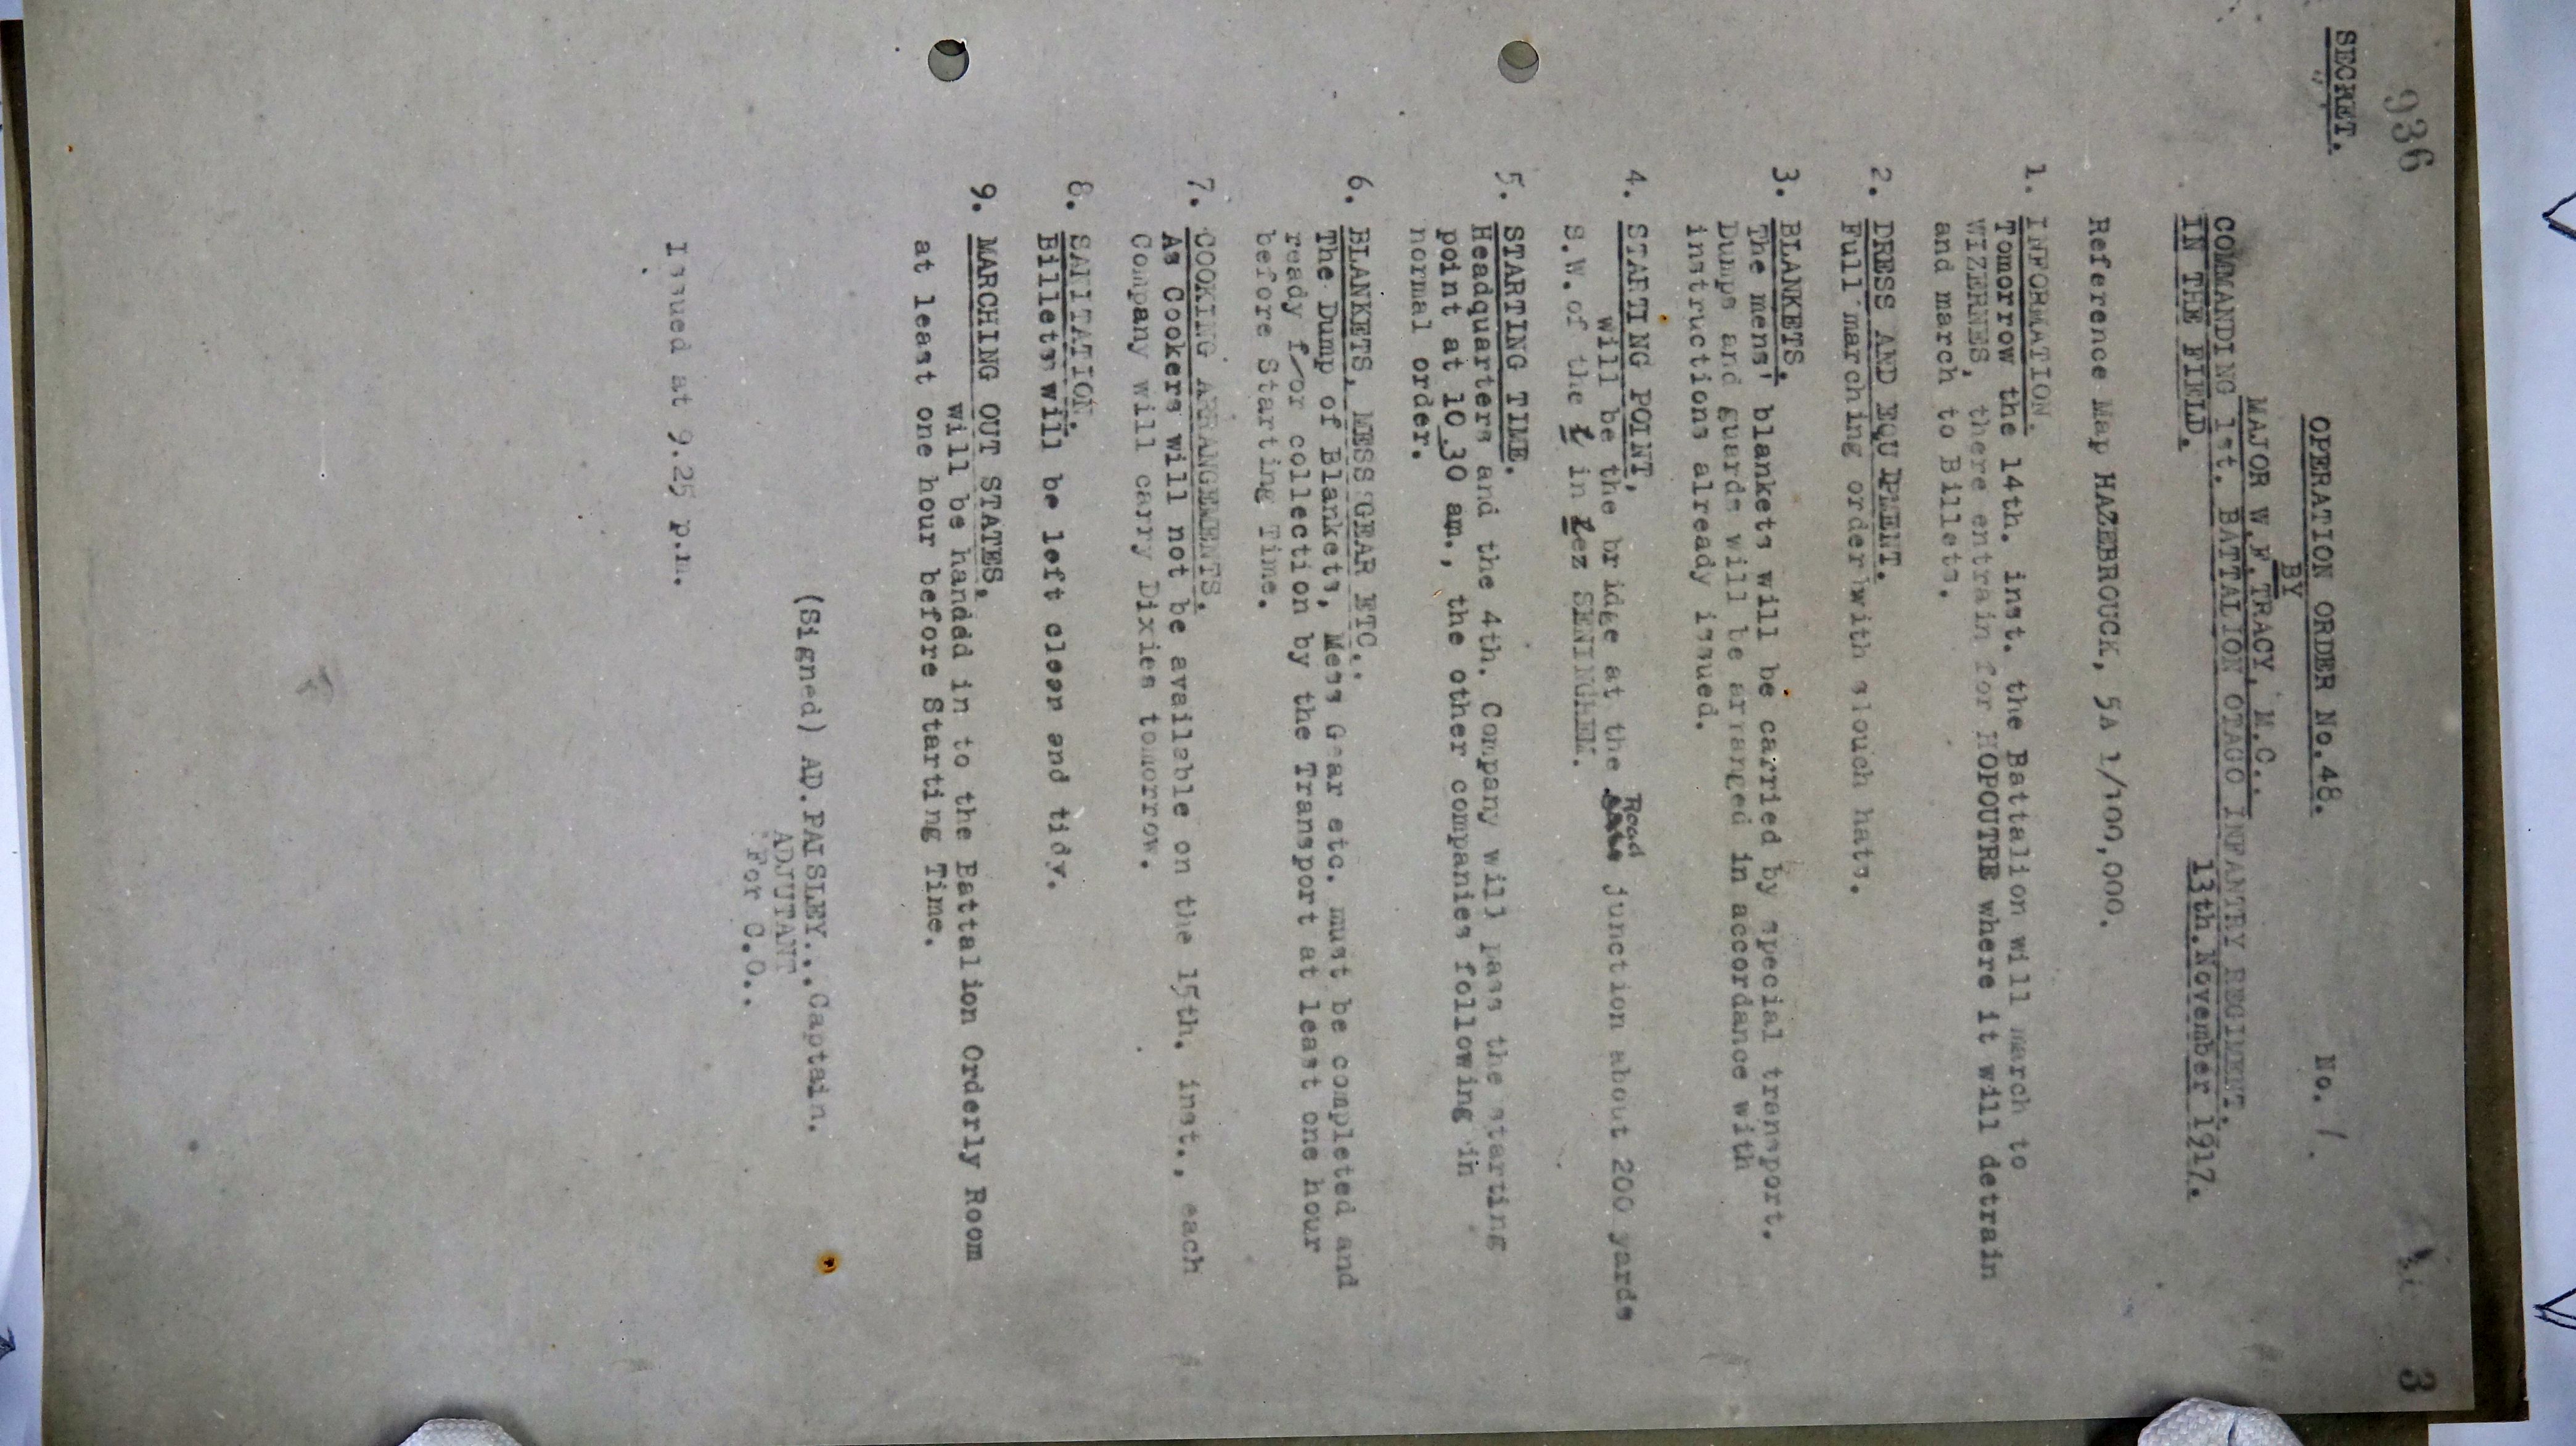 936
3
SECRET.
OPERATION ORDER No.48.
No. 1.
BY
MAJOR W.F.TRACY, M.C..
COMMANDING 1st. BATTALION OTAGO INFANTRY REGIMENT.
IN THE FIELD.
13th.November 1917.
Reference Map HAZEBROUCK, 5A 1/100,000.
1. INFORMATION.
Tomorrow the 14th. inst. the Battalion will march to
WIZERNES, there entrain for HOPOUTRE where it will detrain
and march to Billets.
2. DRESS AND EQUIPMENT.
Full marching order with slouch hats.
3. BLANKETS.
The mens' blankets will be carried by special transport.
Dumps and guards will be arranged in accordance with
instructions already issued.
4. STARTING POINT,
Road
will be the bridge at the junction about 200 yards
S.W. of the L in Lez SENINGHEM.
5. STARTING TIME.
Headquarters and the 4th. Company will pass the starting
point at 10.30 am., the other companies following in
normal order.
6. BLANKETS, MESS GEAR ETC..
The Dump of Blankets, Mess Gear etc. must be completed and
ready f/or collection by the Transport at least one hour
before Starting Time.
7. COOKING ARRANGEMENTS.
As Cookers will not be available on the 15th. inst., each
Company will carry Dixies tomorrow.
8. SANITATION.
Billets will be left clean and tidy.
9. MARCHING OUT STATES,
will be handed in to the Battalion Orderly Room
at least one hour before Starting Time.
(Signed) AD.PAISLEY...Captain.
ADJUTANT
For C.O..
Issued at 9.25 p.m.